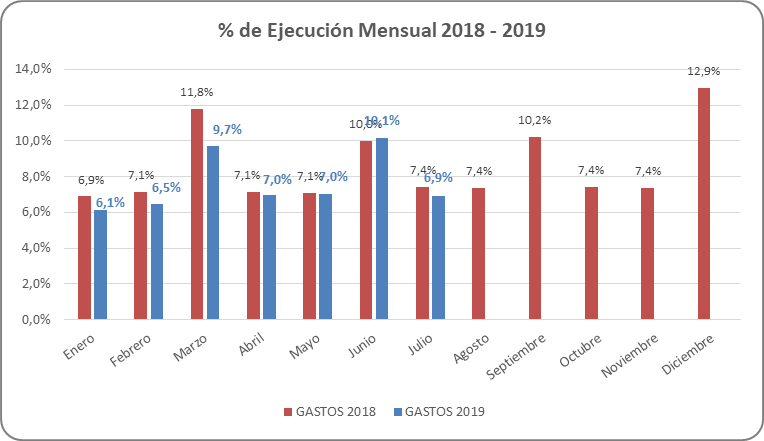 % de Ejecución Mensual 2018 - 2019
14,0%
12,0%
10,0%
8,0%
6,0%
4,0%
2,0%
0,0%
6,9%
6,1%
7,1%
6,5%
11,8%
9,7%
7,1%
7,0%
7,1%
7,0%
10,0%
10,1%
7,4%
6,9%
7,4%
10,2%
7,4%
7,4%
12,9%
Enero
Febrero
Marzo
Abril
Mayo
Junio
Julio
Agosto
Septiembre
Octubre
Noviembre
Diciembre
GASTOS 2018
GASTOS 2019